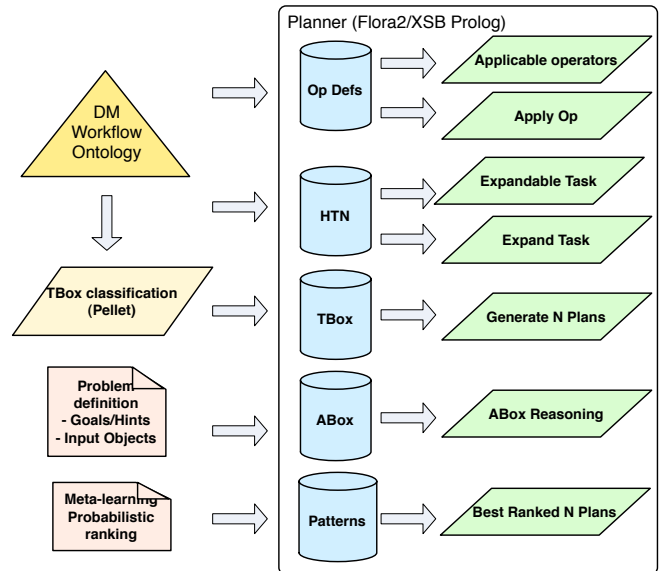 Planner (Flora2/XSB Prolog)
DM
Workflow
Ontology
Op Defs
Applicable operators
Apply Op
HTN
Expandable Task
Expand Task
TBox classification
(Pellet)
TBox
Generate N Plans
Problem
definition
- Goals/Hints
- Input Objects
ABox
ABox Reasoning
Meta-learning
Probabilistic
ranking
Patterns
Best Ranked N Plans